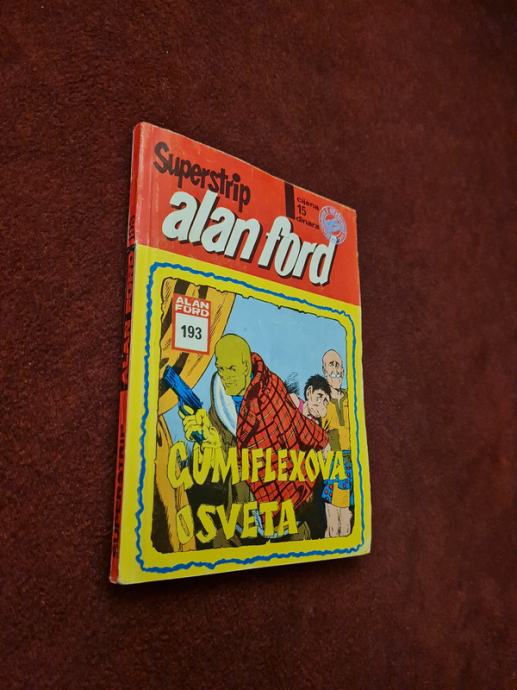 Superstrip
cijena
15
dinara
alan ford
ALAN
FORD
193
GUMIFLEXOVA
OSVETA